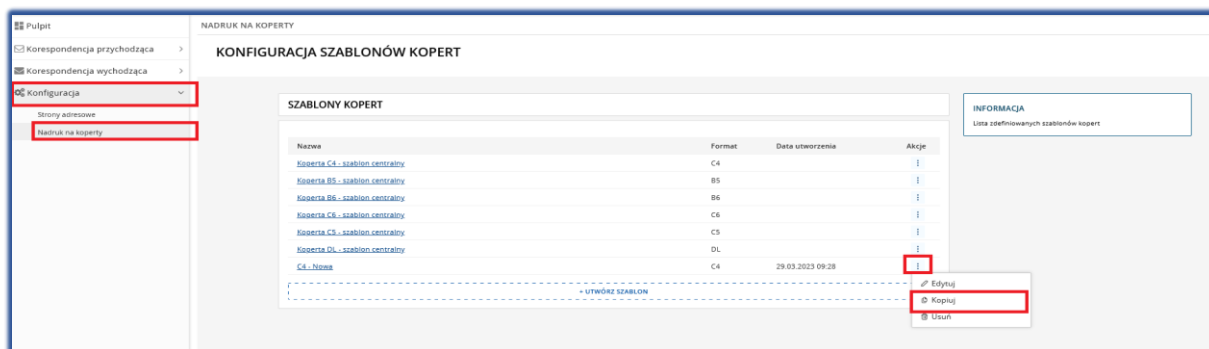 Pulpit
Korespondencja przychodząca
Korespondencja wychodząca
Konfiguracja
Strony adresowe
Nadruk na koperty
NADRUK NA KOPERTY
KONFIGURACJA SZABLONÓW KOPERT
SZABLONY KOPERT
Nazwa Format Data utworzenia Akcje
Koperta C4 - szablon centralny C4
Koperta B5 - szablon centralny B5
Koperta B6 - szablon centralny B6
Koperta C6 - szablon centralny C6
Koperta C5 - szablon centralny C5
Koperta DL - szablon centralny DL
C4 - Nowa C4 29.03.2023 09:28
+ UTWÓRZ SZABLON
Edytuj
Kopiuj
Usuń
INFORMACJA
Lista zdefiniowanych szablonów kopert